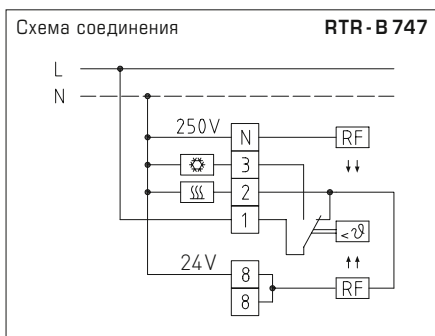 Схема соединения RTR-B 747
L
N
250V N RF
3
2
1 <ϑ
24V 8 RF
8